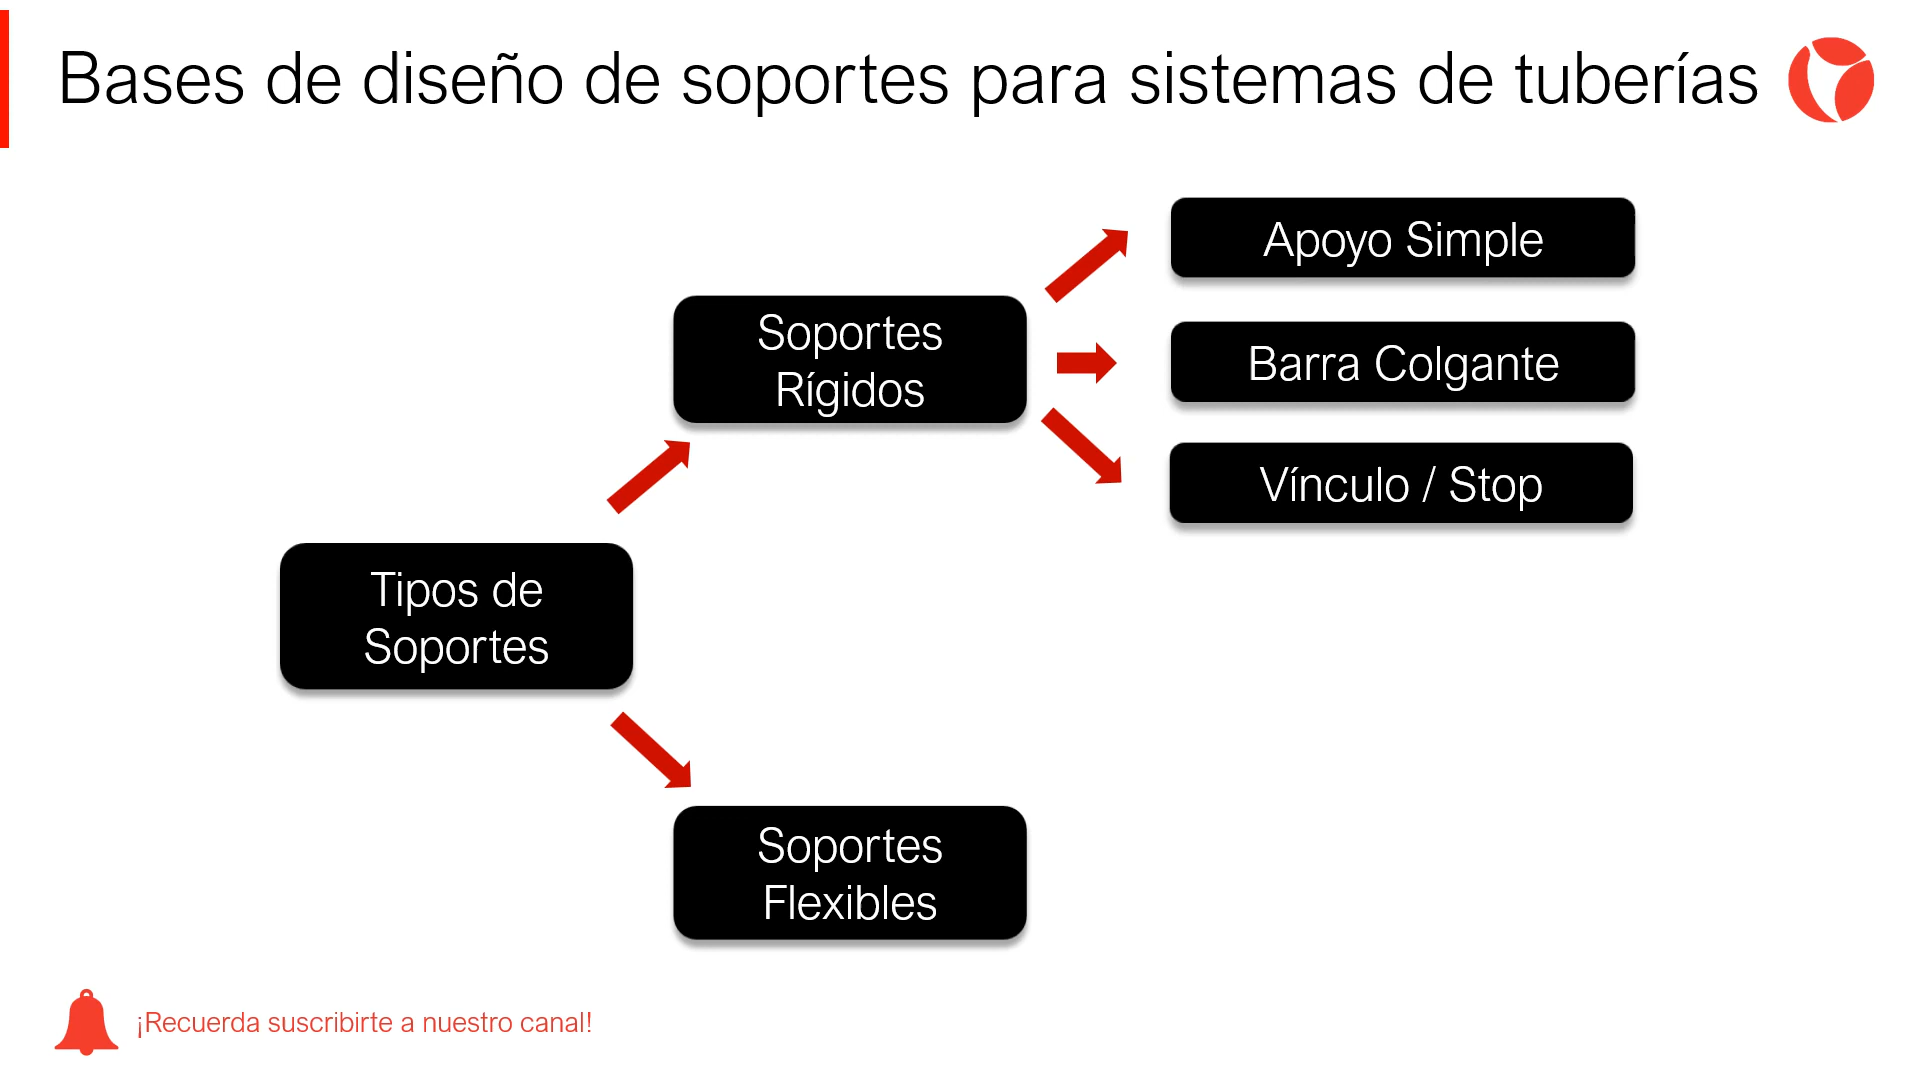 Bases de diseño de soportes para sistemas de tuberías
Apoyo Simple
Soportes
Rígidos
Barra Colgante
Vínculo / Stop
Tipos de
Soportes
Soportes
Flexibles
¡Recuerda suscribirte a nuestro canal!